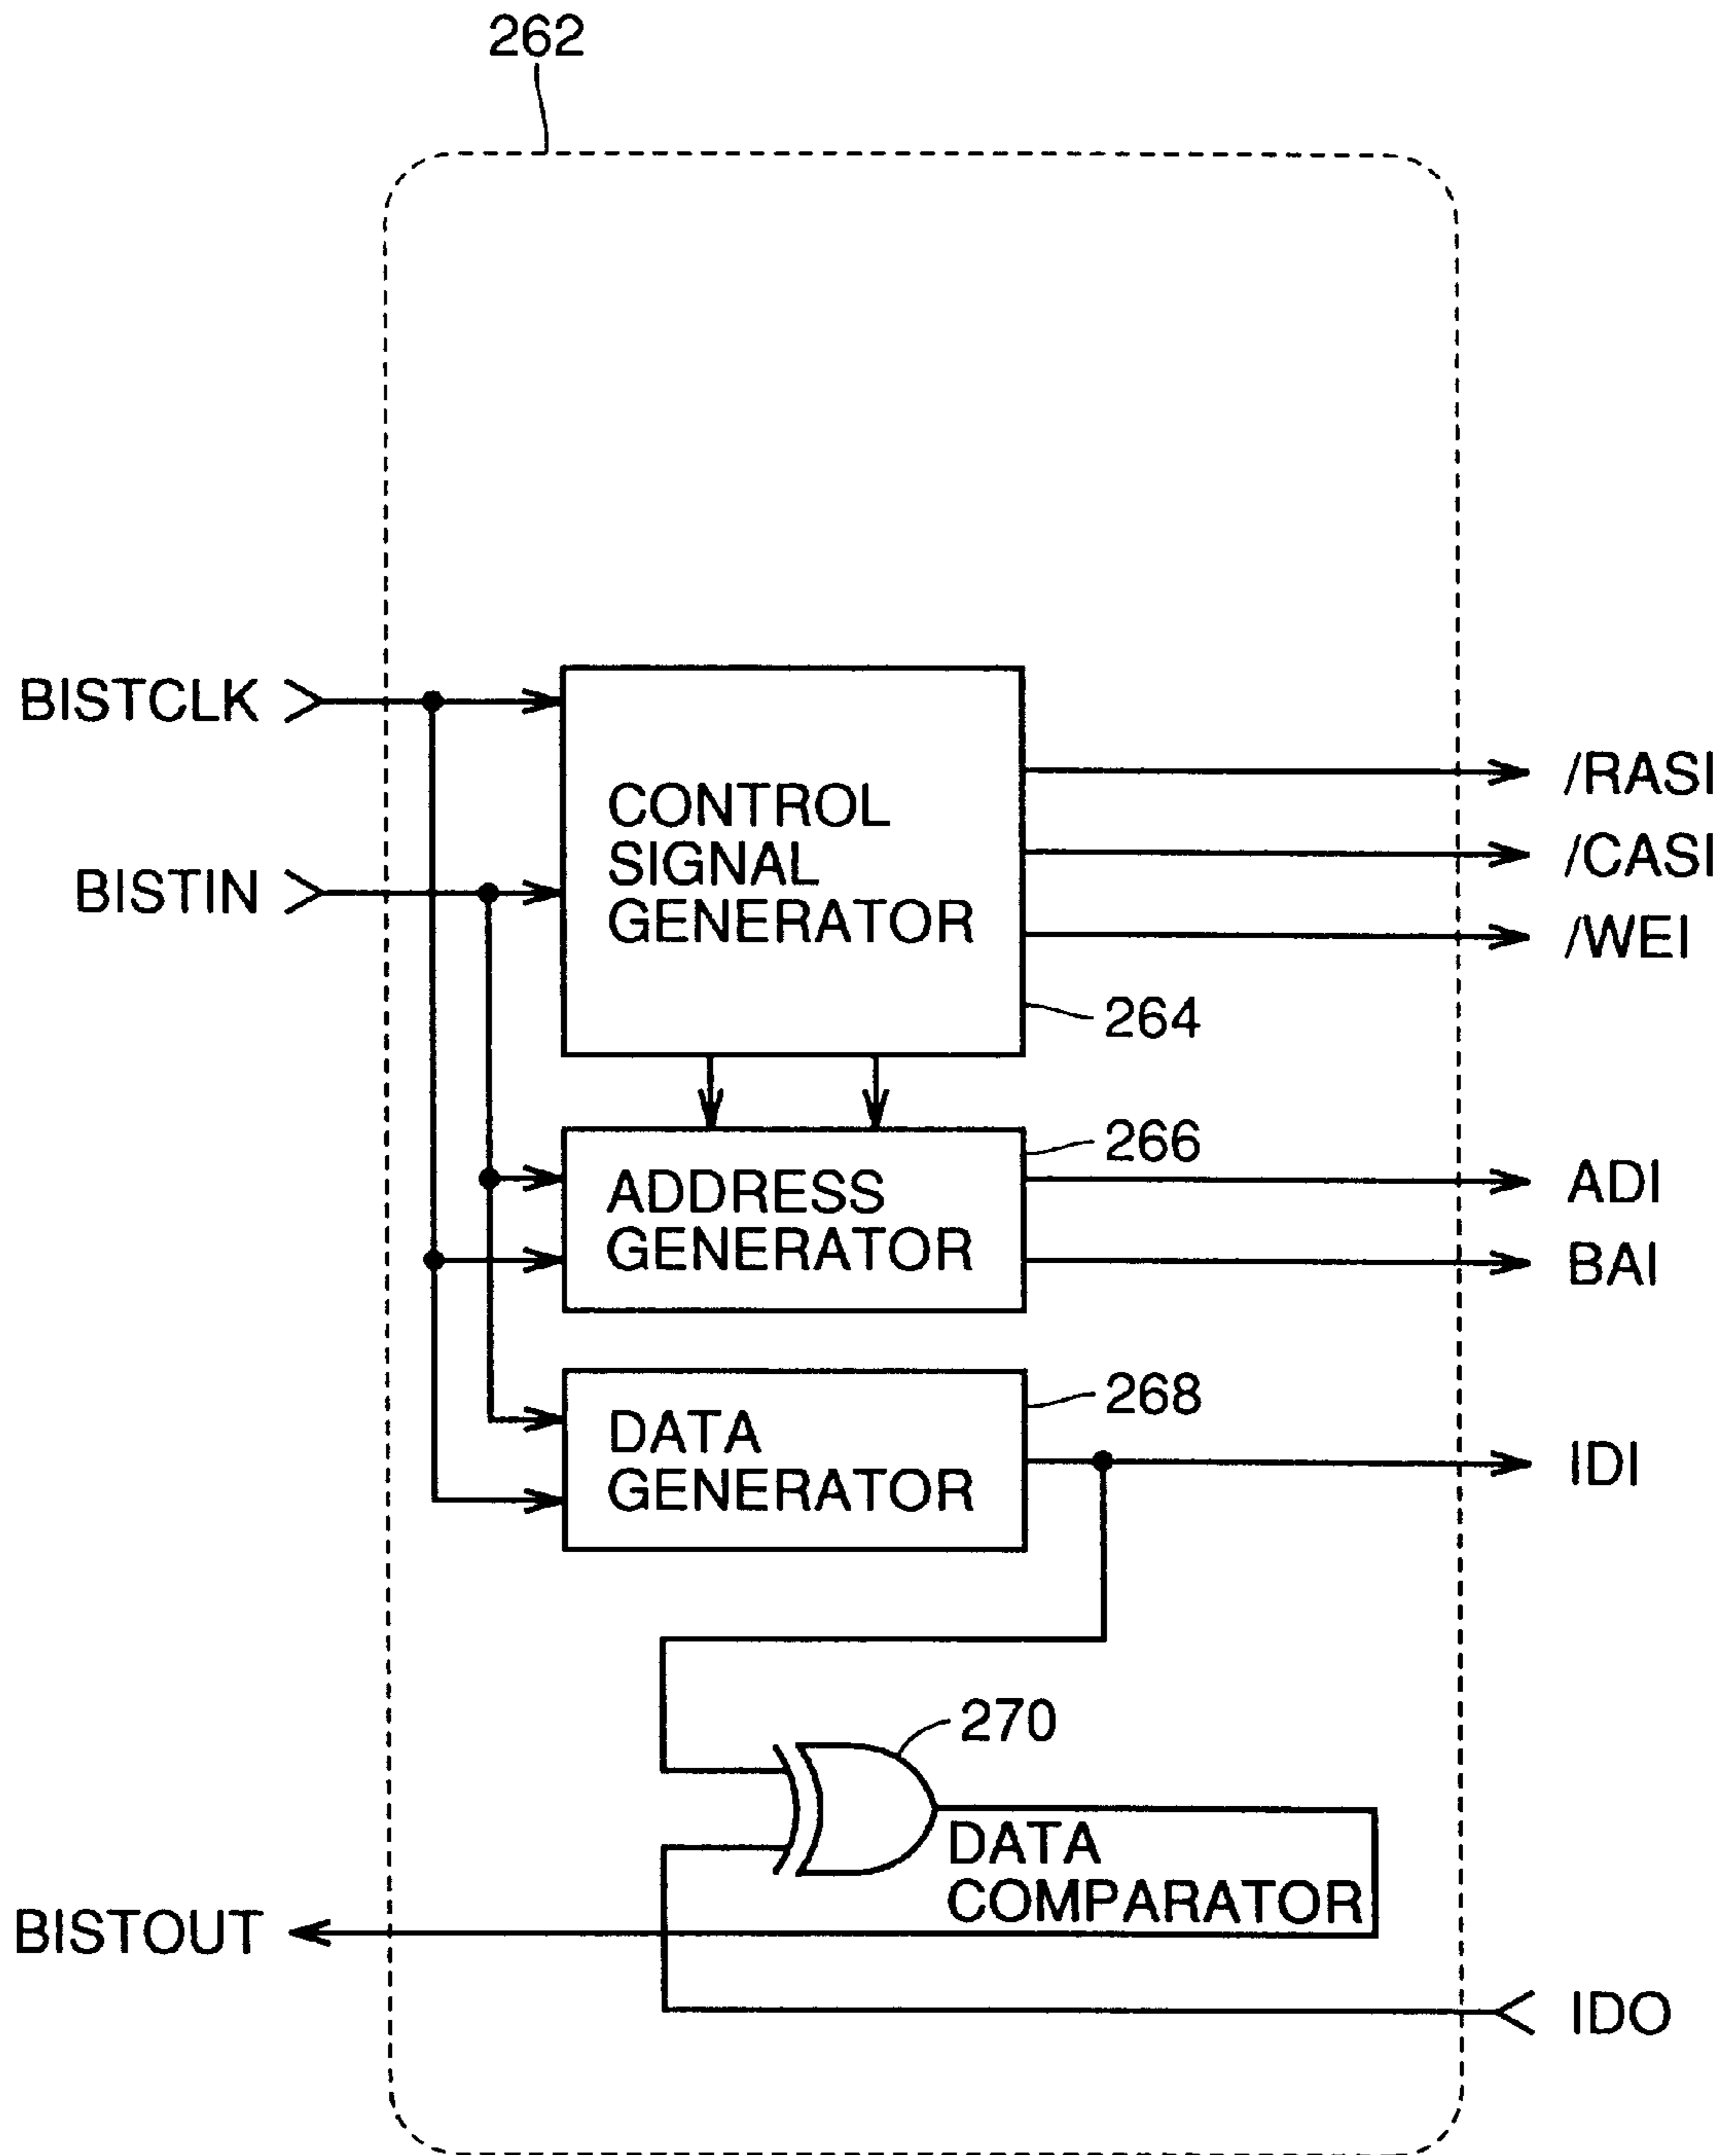 262
BISTCLK
BISTIN
CONTROL
SIGNAL
GENERATOR
/RASI
/CASI
/WEI
264
266
ADDRESS
GENERATOR
ADI
BAI
268
DATA
GENERATOR
IDI
270
DATA
COMPARATOR
BISTOUT
IDO